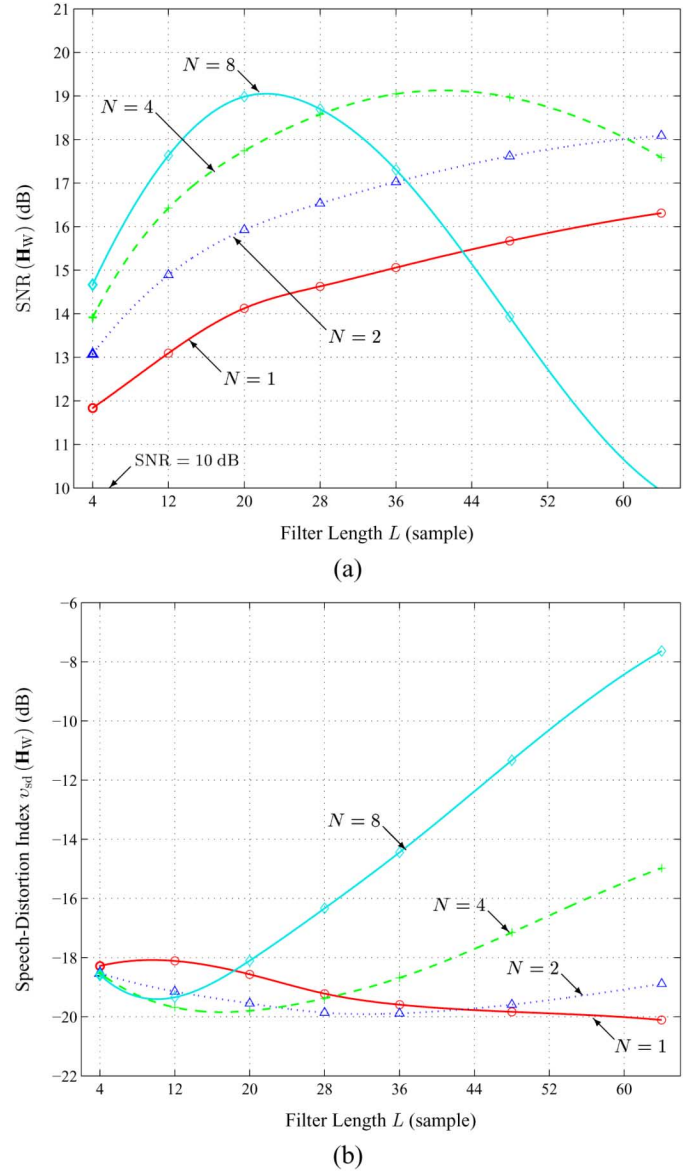 21
20
19
18
17
16
15
14
13
12
11
10
SNR (H_W) (dB)
N = 8
N = 4
N = 2
N = 1
SNR = 10 dB
4 12 20 28 36 44 52 60
Filter Length L (sample)
(a)
−6
−8
−10
−12
−14
−16
−18
−20
−22
Speech-Distortion Index υ_sd (H_W) (dB)
N = 8
N = 4
N = 2
N = 1
4 12 20 28 36 44 52 60
Filter Length L (sample)
(b)